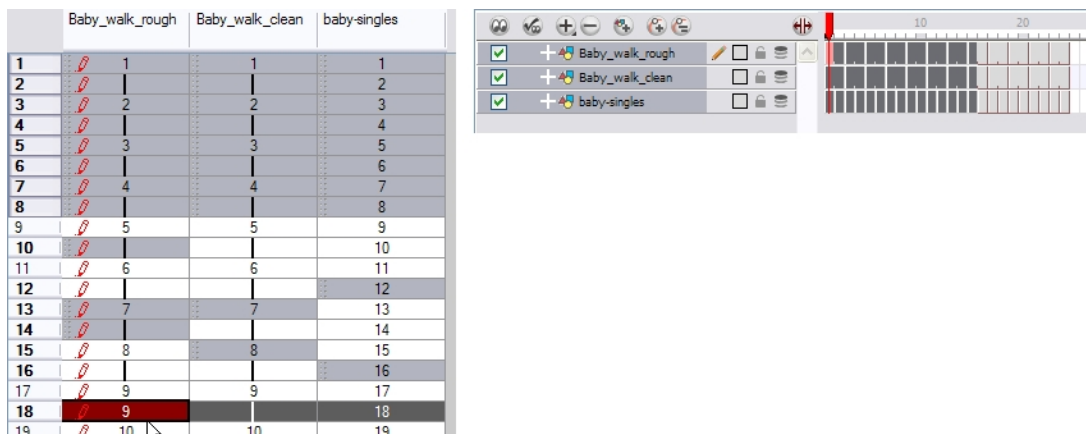 Baby_walk_rough Baby_walk_clean baby-singles
1 1 1 1
2 2
3 2 2 3
4 4
5 3 3 5
6 6
7 4 4 7
8 8
9 5 5 9
10 10
11 6 6 11
12 12
13 7 7 13
14 14
15 8 8 15
16 16
17 9 9 17
18 9 18
19 10 10 19
10 20
Baby_walk_rough
Baby_walk_clean
baby-singles